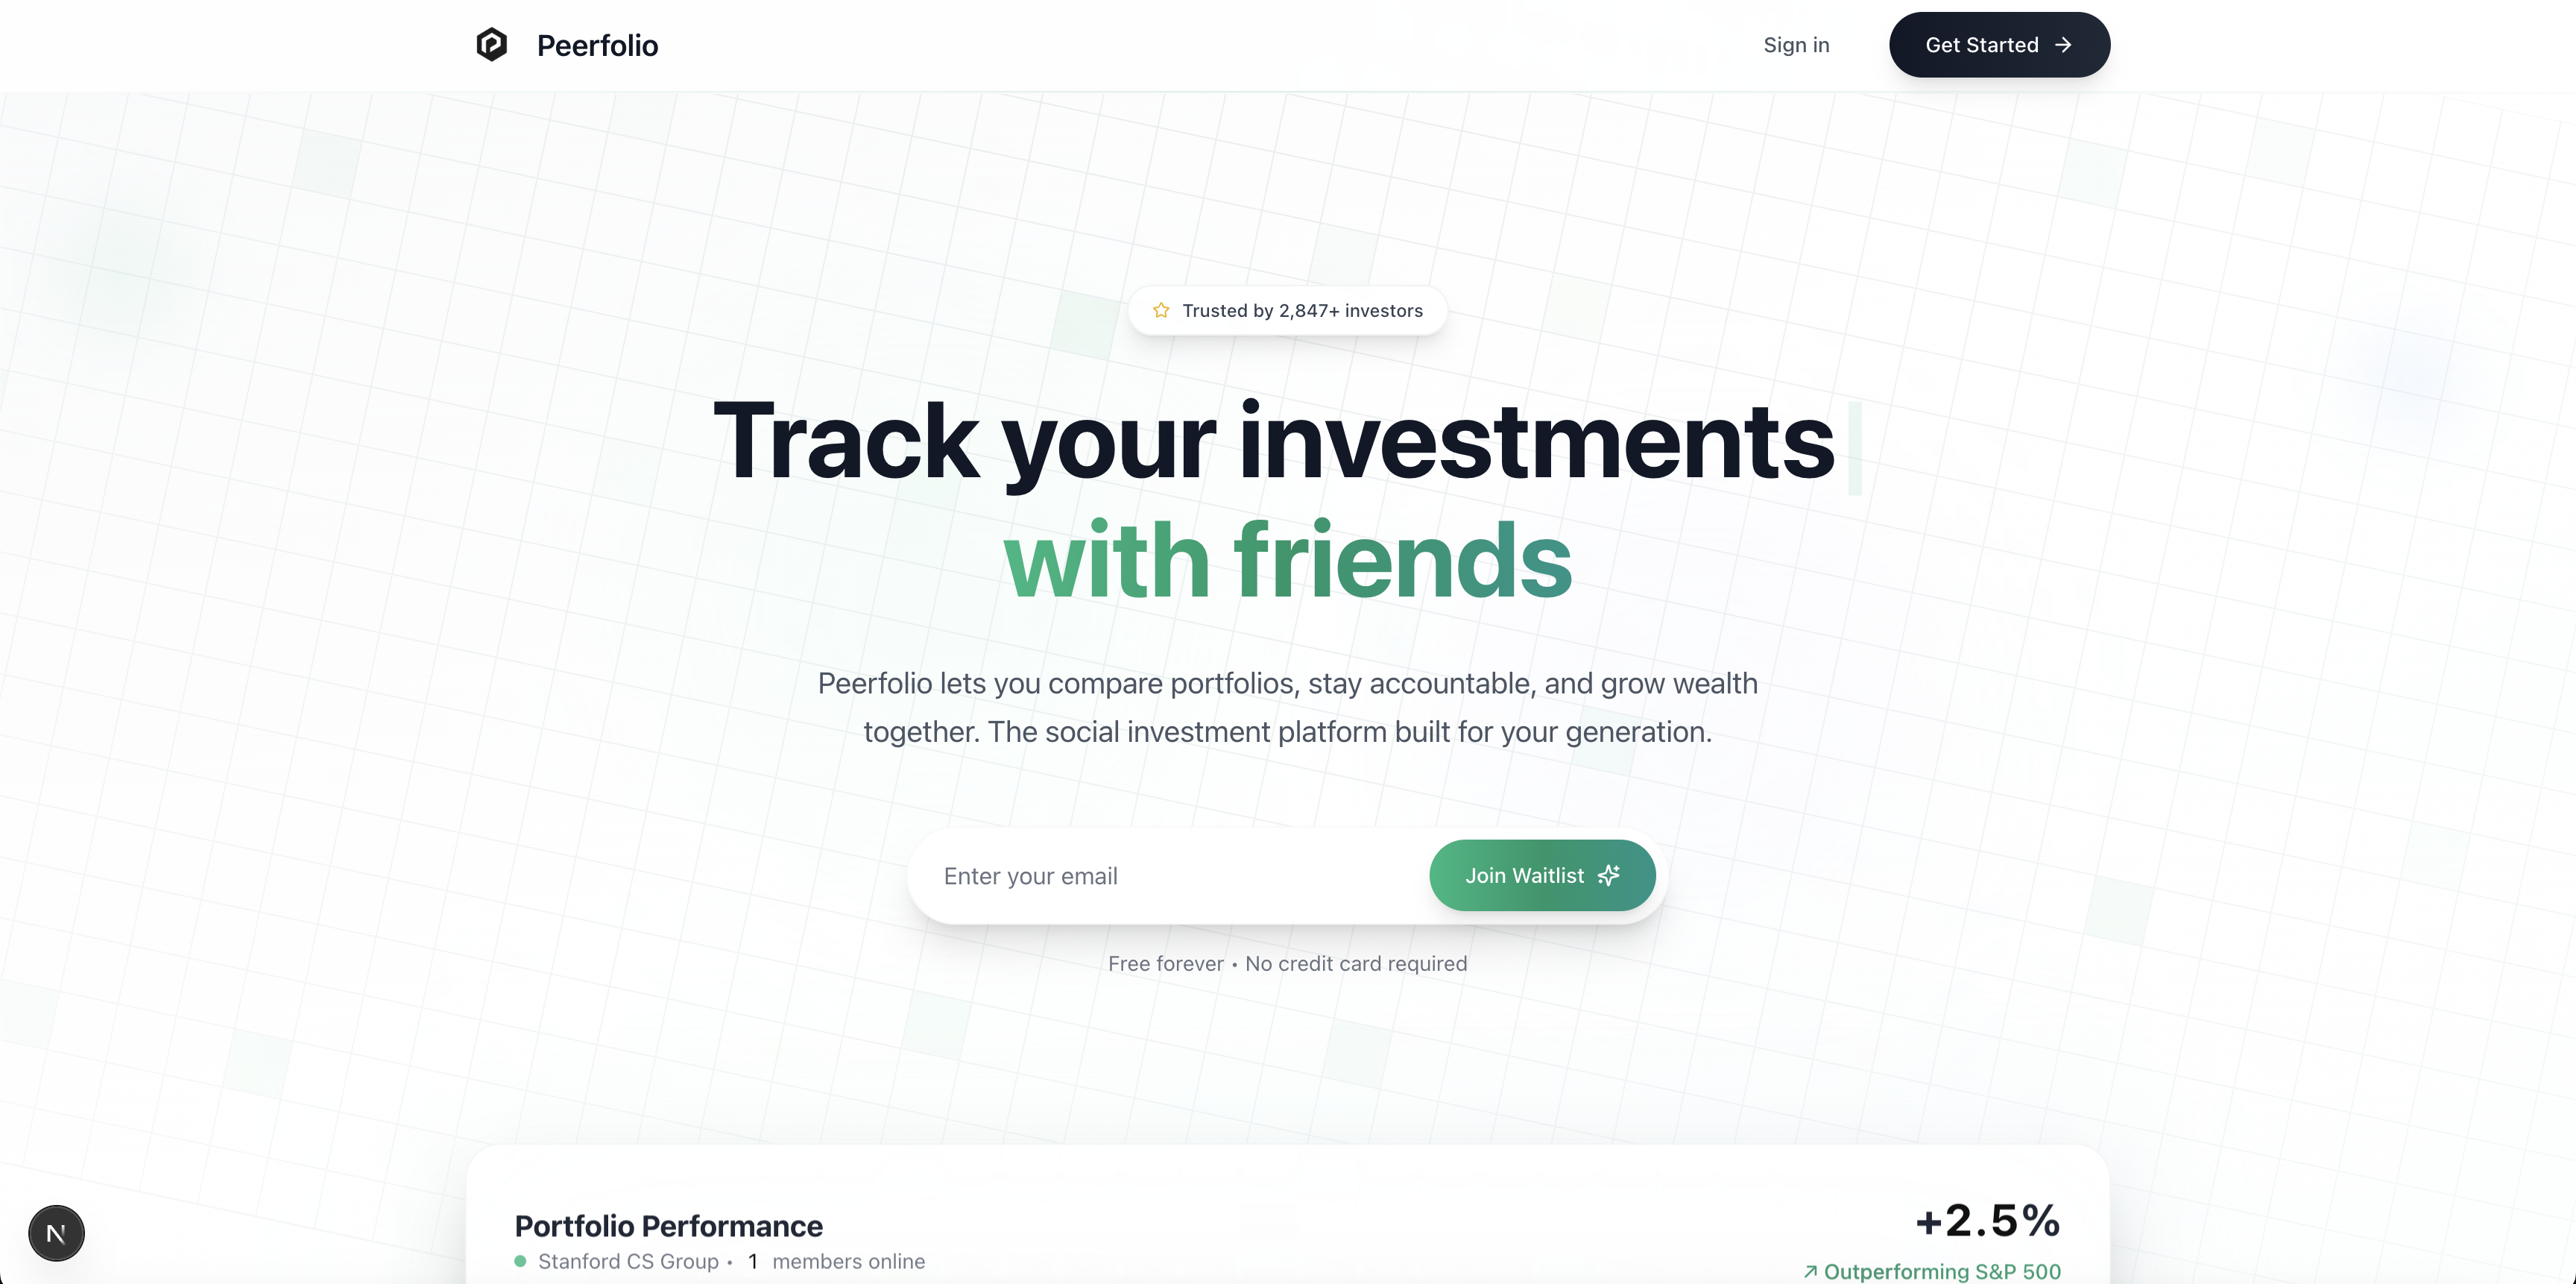 Peerfolio
Sign in
Get Started
Trusted by 2,847+ investors
Track your investments
with friends
Peerfolio lets you compare portfolios, stay accountable, and grow wealth
together. The social investment platform built for your generation.
Enter your email
Join Waitlist
Free forever • No credit card required
Portfolio Performance
+2.5%
Stanford CS Group • 1 members online
Outperforming S&P 500
N